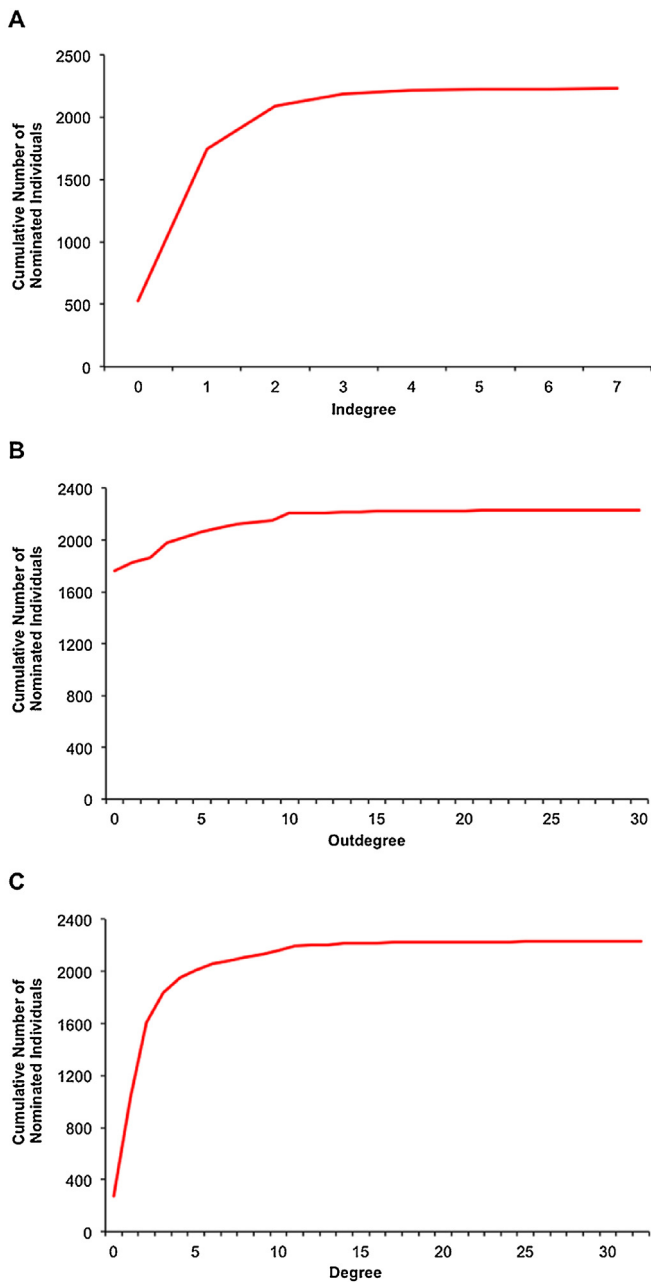 A
Cumulative Number of
Nominated Individuals
2500
2000
1500
1000
500
0
0 1 2 3 4 5 6 7
Indegree
B
Cumulative Number of
Nominated Individuals
2400
2000
1600
1200
800
400
0
0 5 10 15 20 25 30
Outdegree
C
Cumulative Number of
Nominated Individuals
2400
2000
1600
1200
800
400
0
0 5 10 15 20 25 30
Degree